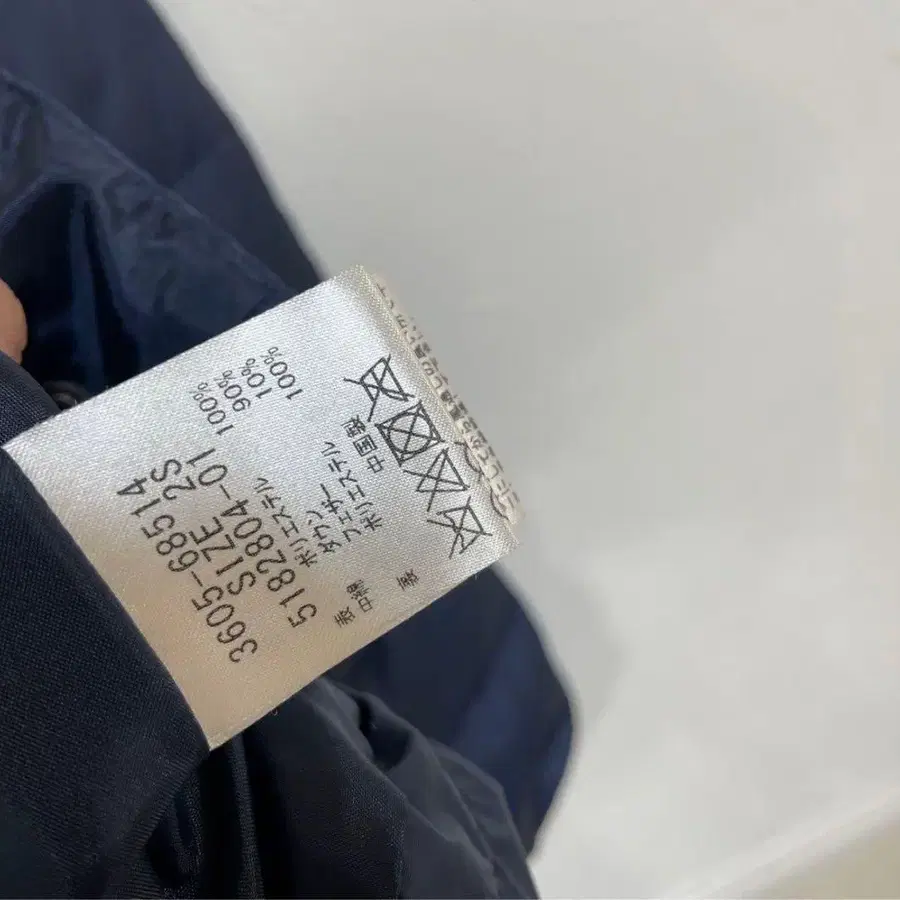 3605-68514
SIZE 2S
5182804-01
表 ポリエステル 100%
中綿 ダウン 90%
フェザー 10%
裏 ポリエステル 100%
中国製